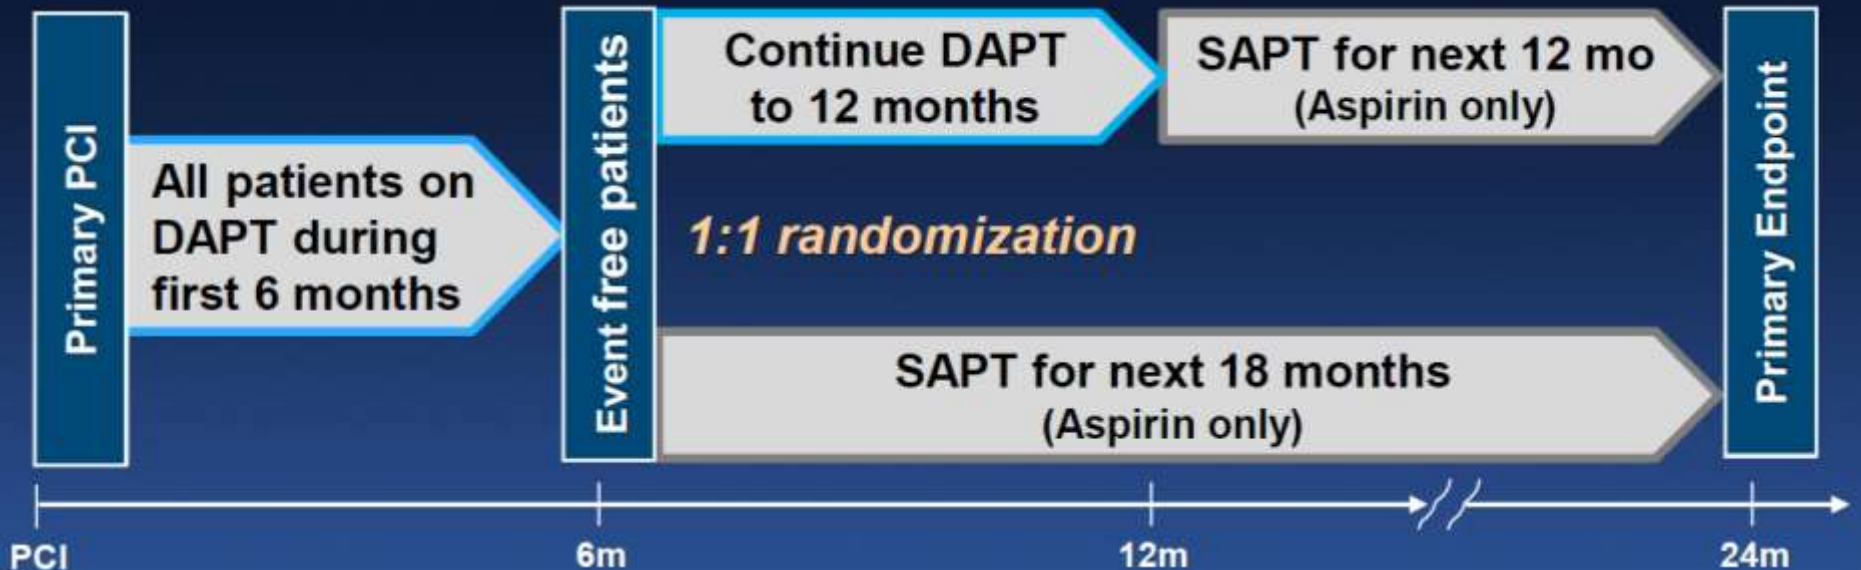 Primary PCI
All patients on
DAPT during
first 6 months
Event free patients
Continue DAPT
to 12 months
SAPT for next 12 mo
(Aspirin only)
1:1 randomization
SAPT for next 18 months
(Aspirin only)
Primary Endpoint
PCI
6m
12m
24m